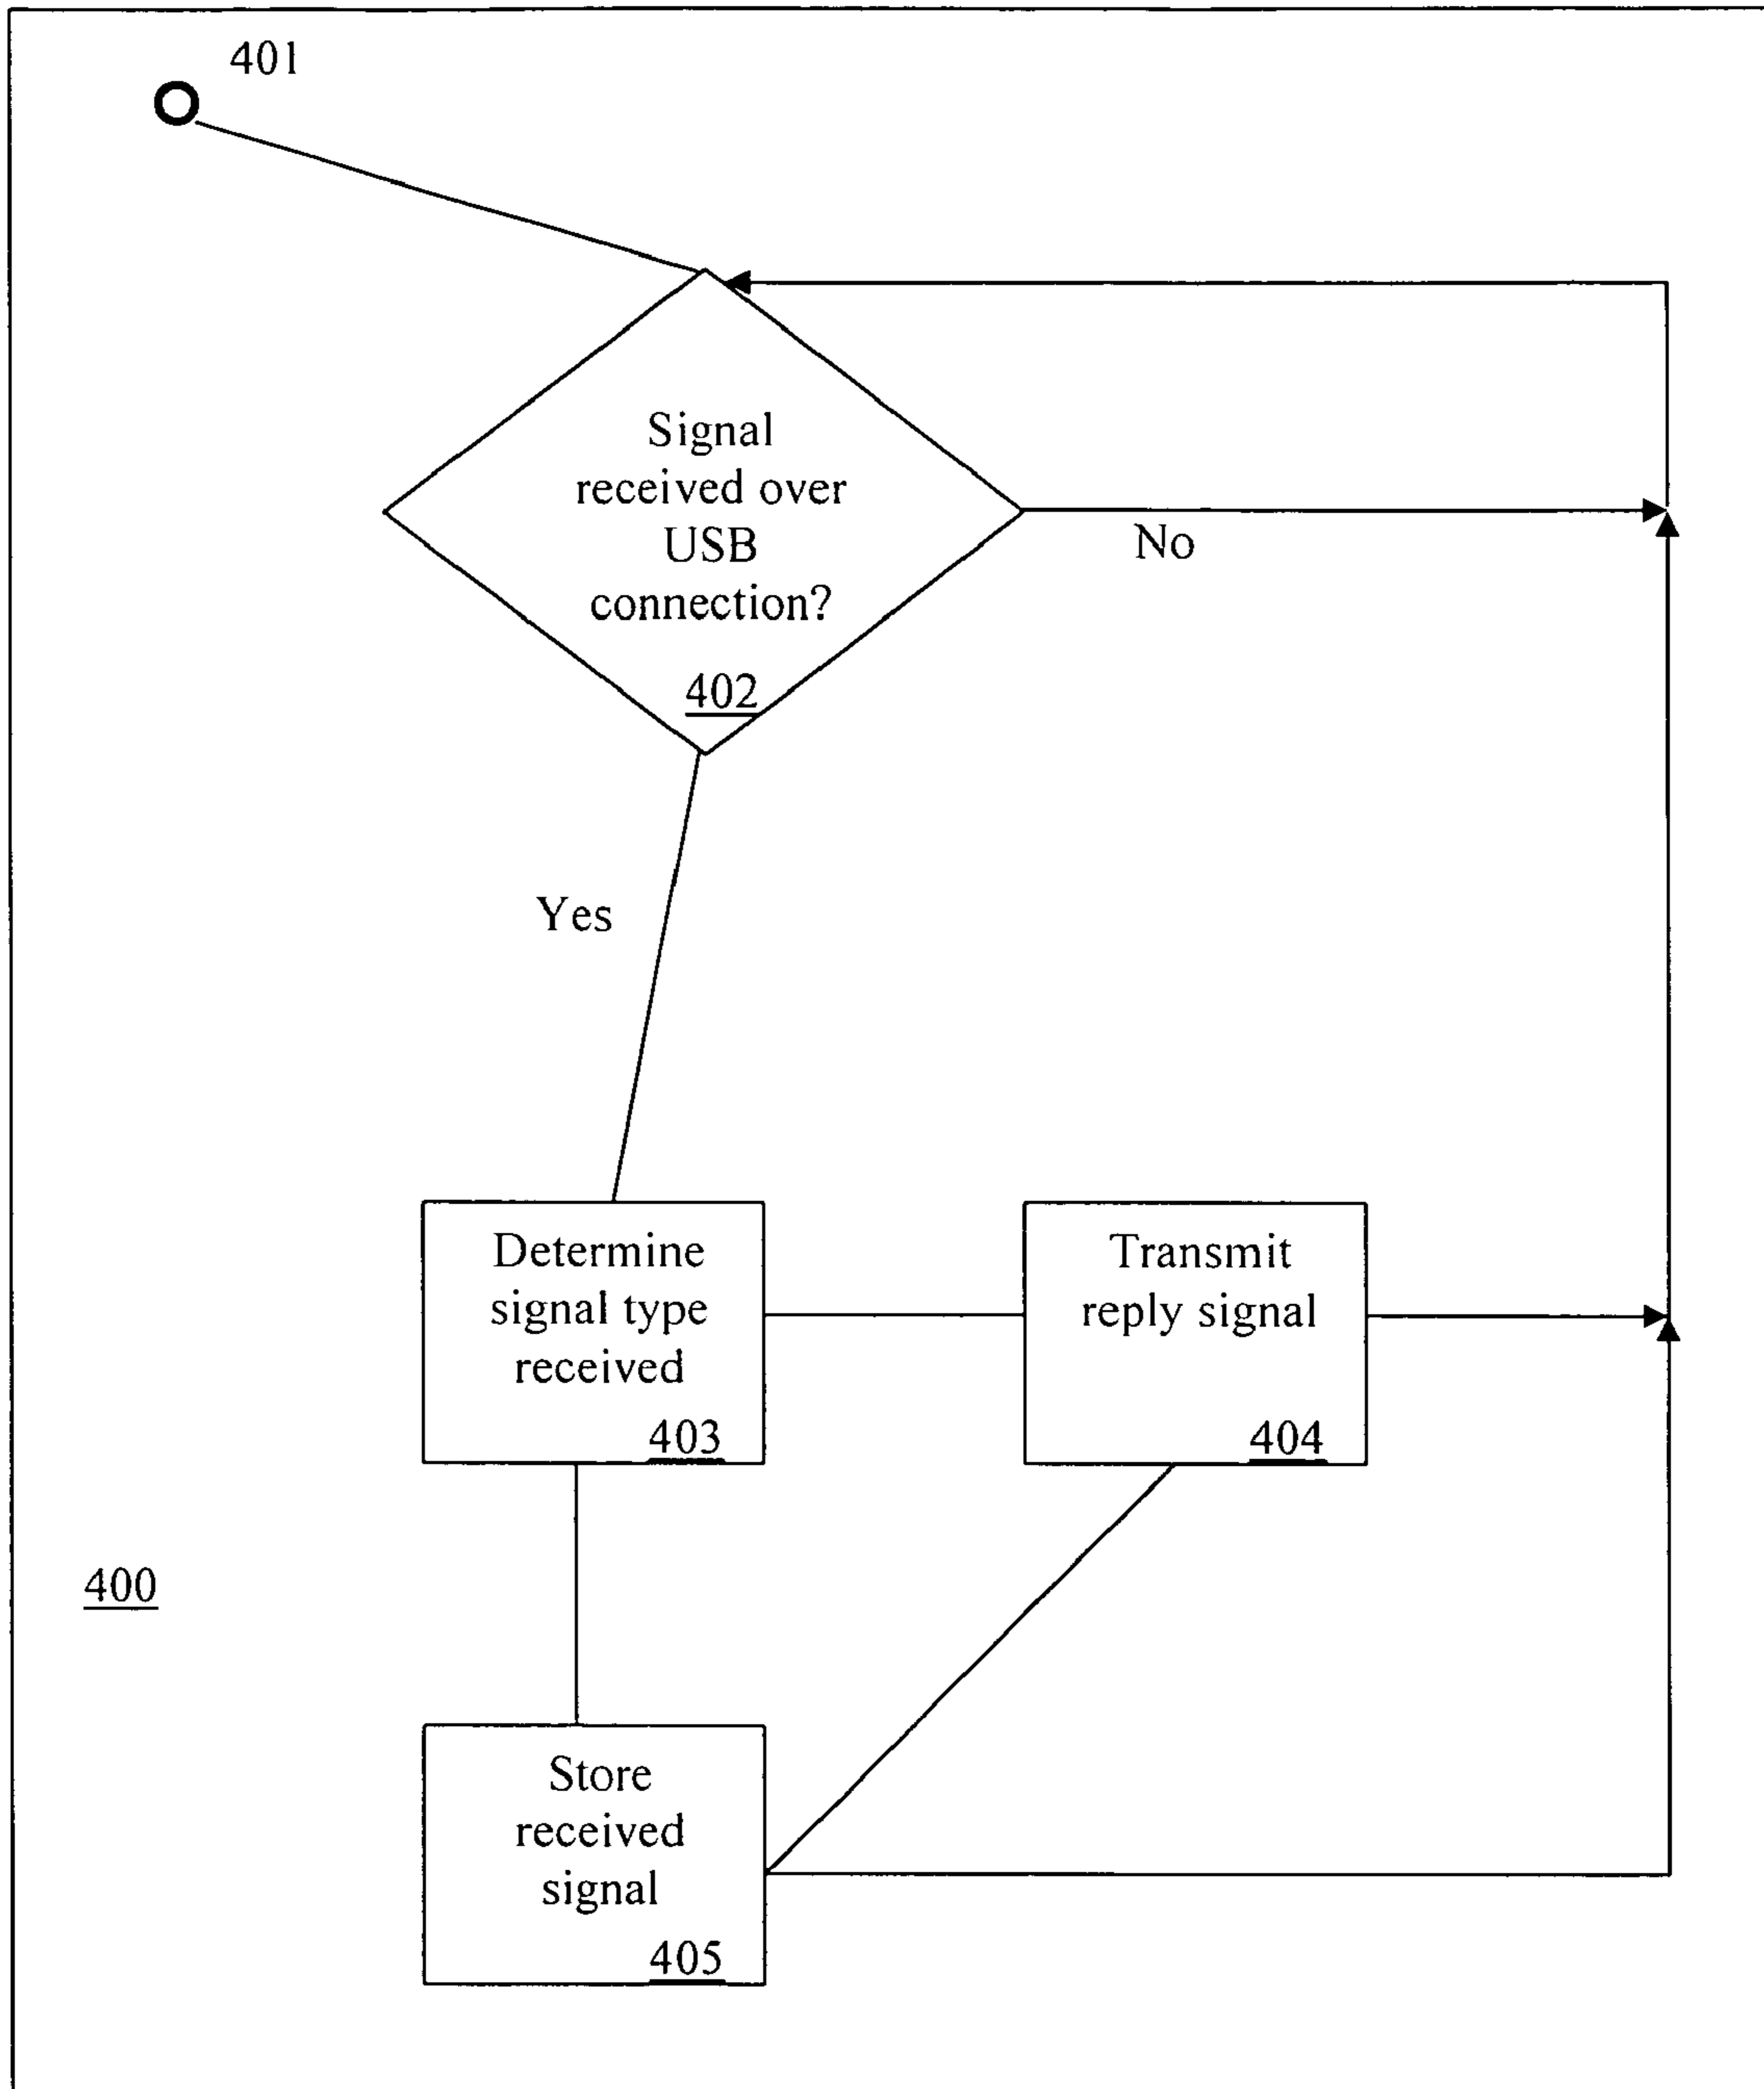 401
Signal
received over
USB
connection?
402
No
Yes
Determine
signal type
received
403
Transmit
reply signal
404
400
Store
received
signal
405